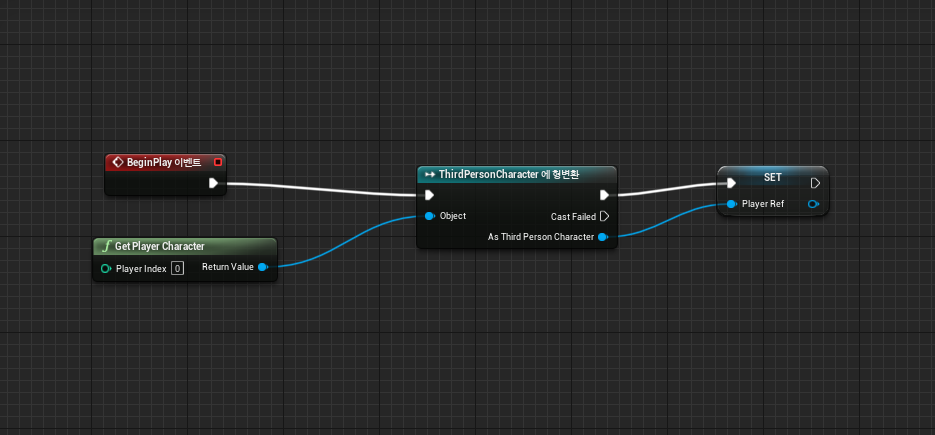 BeginPlay 이벤트
Get Player Character
Player Index 0
Return Value
ThirdPersonCharacter 에 형변환
Object
Cast Failed
As Third Person Character
SET
Player Ref